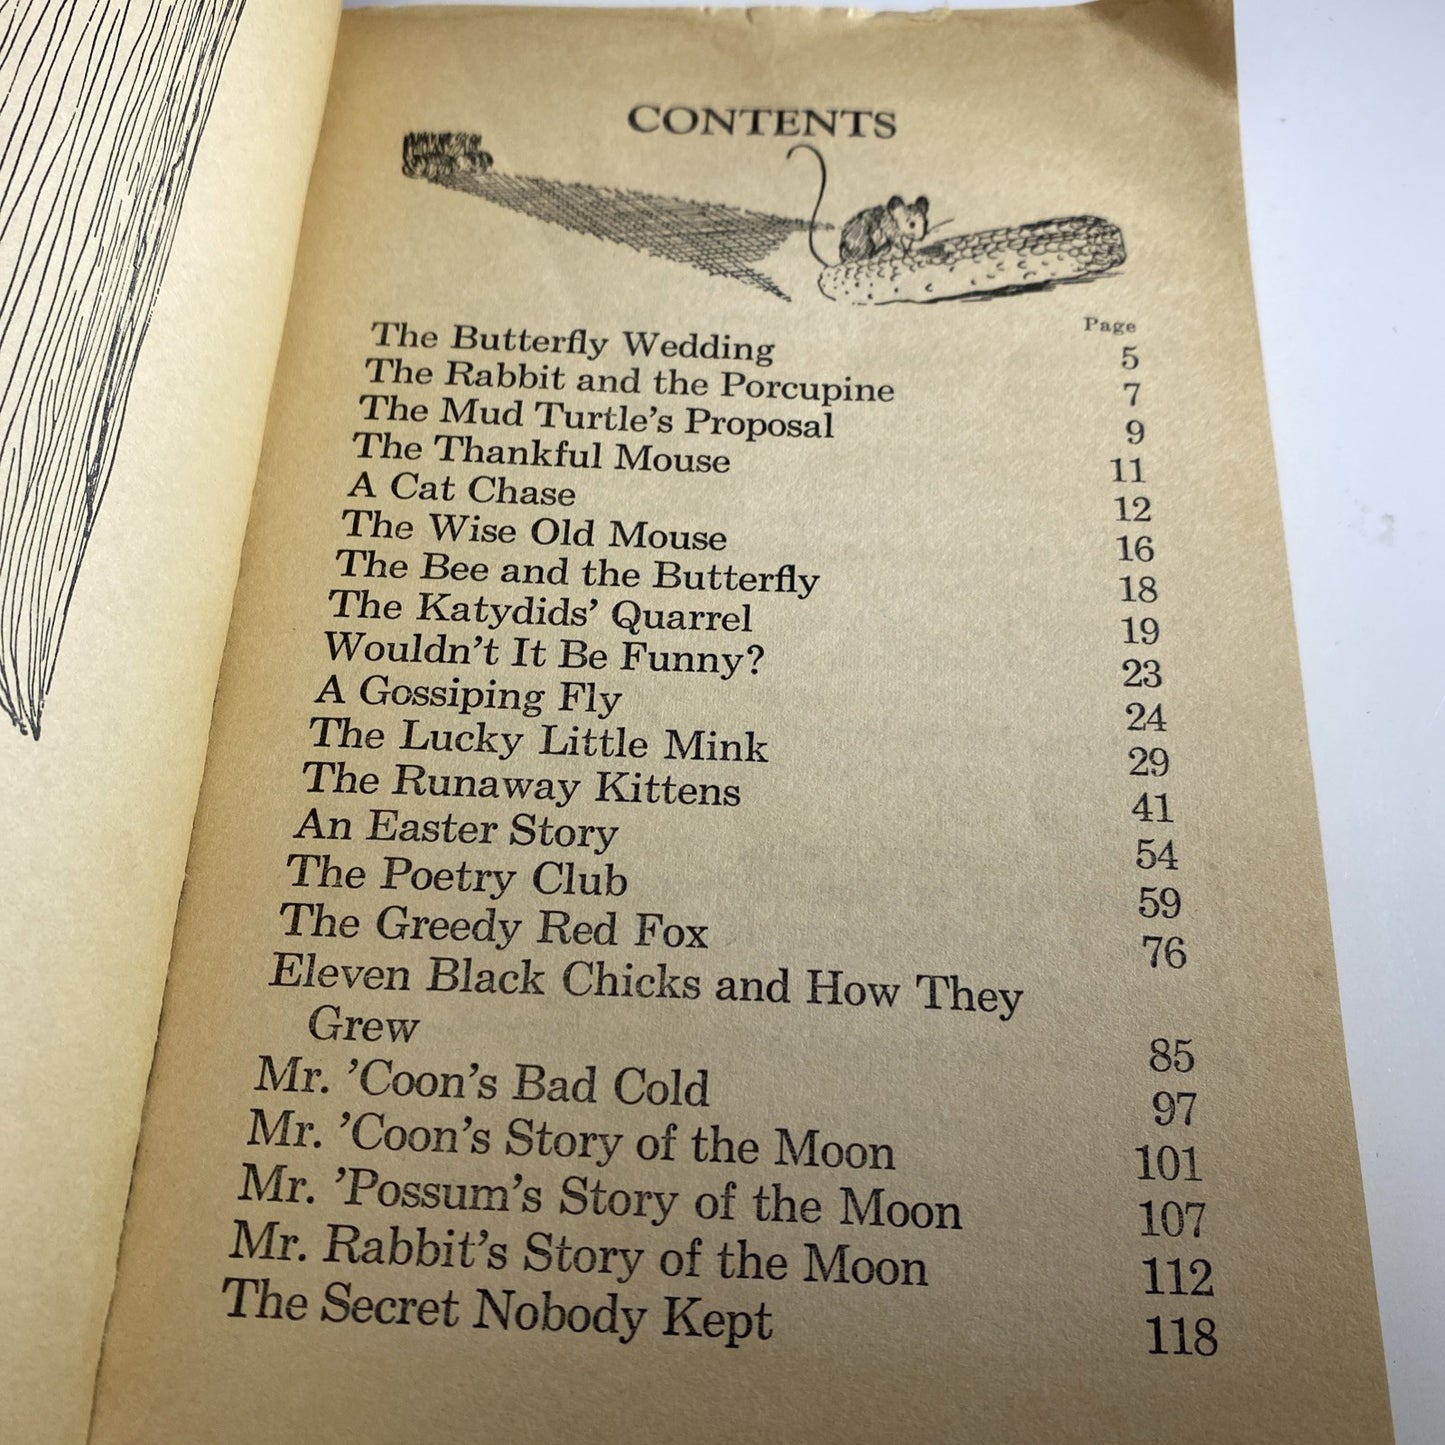 CONTENTS
Page
The Butterfly Wedding 5
The Rabbit and the Porcupine 7
The Mud Turtle's Proposal 9
The Thankful Mouse 11
A Cat Chase 12
The Wise Old Mouse 16
The Bee and the Butterfly 18
The Katydids' Quarrel 19
Wouldn't It Be Funny? 23
A Gossiping Fly 24
The Lucky Little Mink 29
The Runaway Kittens 41
An Easter Story 54
The Poetry Club 59
The Greedy Red Fox 76
Eleven Black Chicks and How They
Grew 85
Mr. 'Coon's Bad Cold 97
Mr. 'Coon's Story of the Moon 101
Mr. 'Possum's Story of the Moon 107
Mr. Rabbit's Story of the Moon 112
The Secret Nobody Kept 118